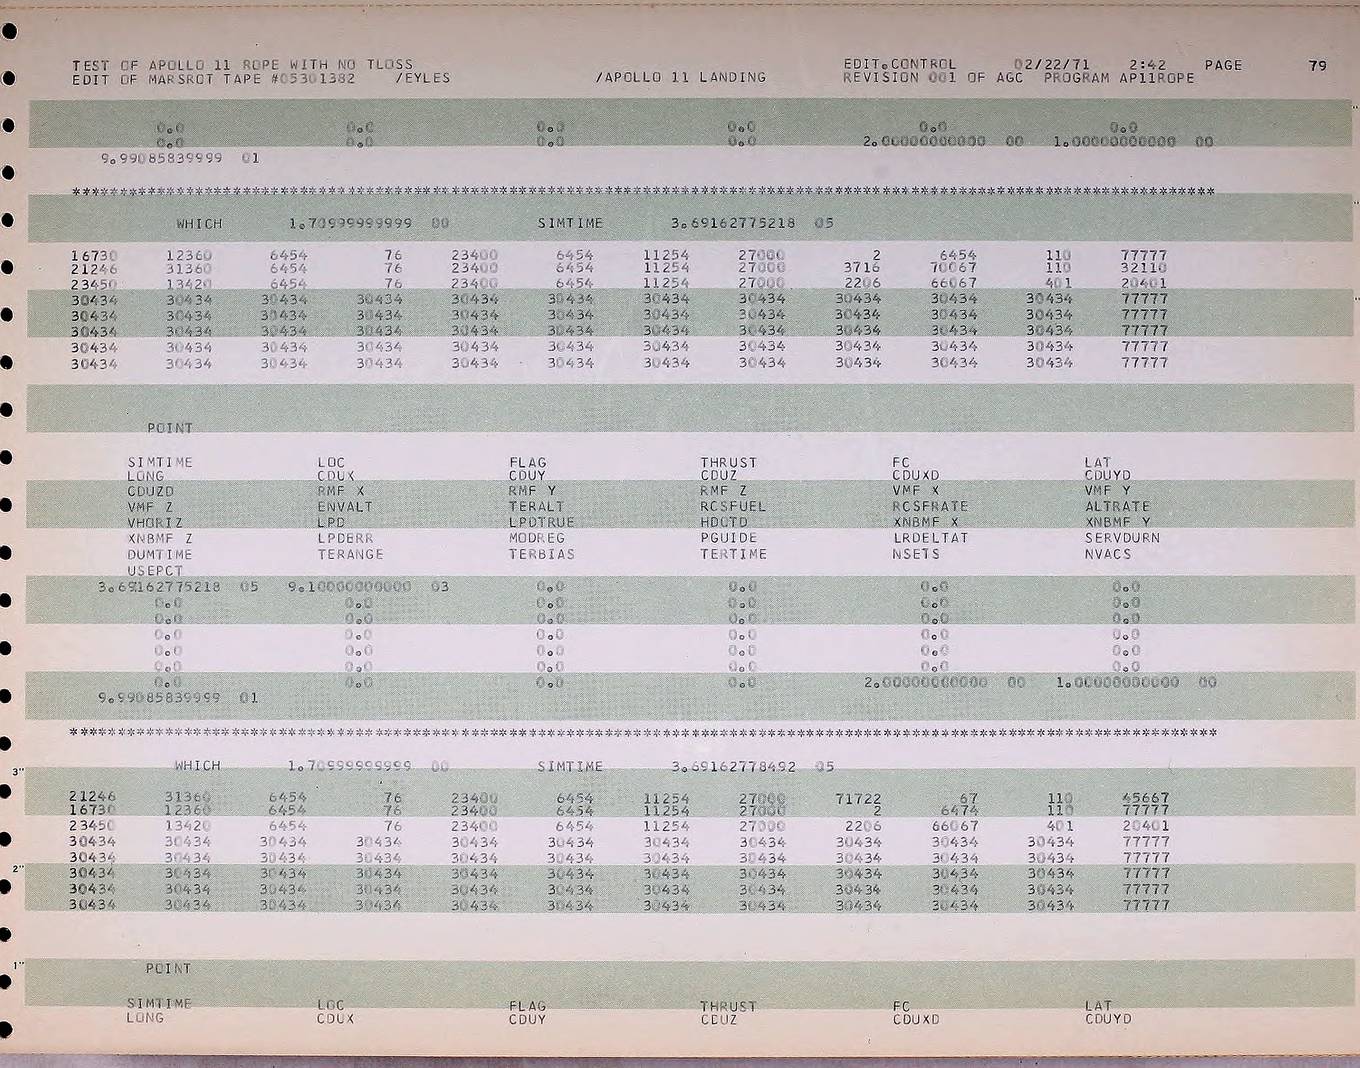 TEST OF APOLLO 11 ROPE WITH NO TLOSS EDIT.CONTROL 02/22/71 2:42 PAGE 79
EDIT OF MARSROT TAPE #05301382 /EYLES /APOLLO 11 LANDING REVISION 001 OF AGC PROGRAM AP11ROPE
0.0 0.0 0.0 0.0 0.0 0.0
0.0 0.0 0.0 0.0 2.00000000000 00 1.00000000000 00
9.99085839999 01
************************************************************************************************************************
WHICH 1.70999999999 00 SIMTIME 3.69162775218 05
16730 12360 6454 76 23400 6454 11254 27000 2 6454 110 77777
21246 31360 6454 76 23400 6454 11254 27000 3716 70067 110 32110
23450 13420 6454 76 23400 6454 11254 27000 2206 66067 401 20401
30434 30434 30434 30434 30434 30434 30434 30434 30434 30434 30434 77777
30434 30434 30434 30434 30434 30434 30434 30434 30434 30434 30434 77777
30434 30434 30434 30434 30434 30434 30434 30434 30434 30434 30434 77777
30434 30434 30434 30434 30434 30434 30434 30434 30434 30434 30434 77777
30434 30434 30434 30434 30434 30434 30434 30434 30434 30434 30434 77777
POINT
SIMTIME LOC FLAG THRUST FC LAT
LONG CDUX CDUY CDUZ CDUXD CDUYD
CDUZD RMF X RMF Y RMF Z VMF X VMF Y
VMF Z ENVALT TERALT RCSFUEL RCSFRATE ALTRATE
VHORIZ LPD LPDTRUE HDOTD XNBMF X XNBMF Y
XNBMF Z LPDERR MODREG PGUIDE LRDELTAT SERVDURN
DUMTIME TERANGE TERBIAS TERTIME NSETS NVACS
USEPCT
3.69162775218 05 9.10000000000 03 0.0 0.0 0.0 0.0
0.0 0.0 0.0 0.0 0.0 0.0
0.0 0.0 0.0 0.0 0.0 0.0
0.0 0.0 0.0 0.0 0.0 0.0
0.0 0.0 0.0 0.0 0.0 0.0
0.0 0.0 0.0 0.0 0.0 0.0
0.0 0.0 0.0 0.0 2.00000000000 00 1.00000000000 00
9.99085839999 01
************************************************************************************************************************
WHICH 1.70999999999 00 SIMTIME 3.69162778492 05
3"
21246 31360 6454 76 23400 6454 11254 27000 71722 67 110 45667
16730 12360 6454 76 23400 6454 11254 27000 2 6474 110 77777
23450 13420 6454 76 23400 6454 11254 27000 2206 66067 401 20401
30434 30434 30434 30434 30434 30434 30434 30434 30434 30434 30434 77777
30434 30434 30434 30434 30434 30434 30434 30434 30434 30434 30434 77777
2" 30434 30434 30434 30434 30434 30434 30434 30434 30434 30434 30434 77777
30434 30434 30434 30434 30434 30434 30434 30434 30434 30434 30434 77777
30434 30434 30434 30434 30434 30434 30434 30434 30434 30434 30434 77777
1" POINT
SIMTIME LOC FLAG THRUST FC LAT
LONG CDUX CDUY CDUZ CDUXD CDUYD